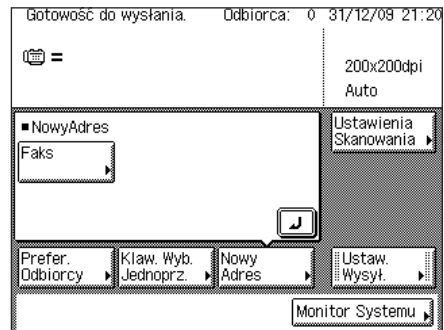 Gotowość do wysłania. Odbiorca: 0 31/12/09 21:20
=
200x200dpi
Auto
■NowyAdres
Ustawienia
Skanowania
Faks
Prefer.
Odbiorcy
Klaw. Wyb.
Jednoprz.
Nowy
Adres
Ustaw.
Wysył.
Monitor Systemu